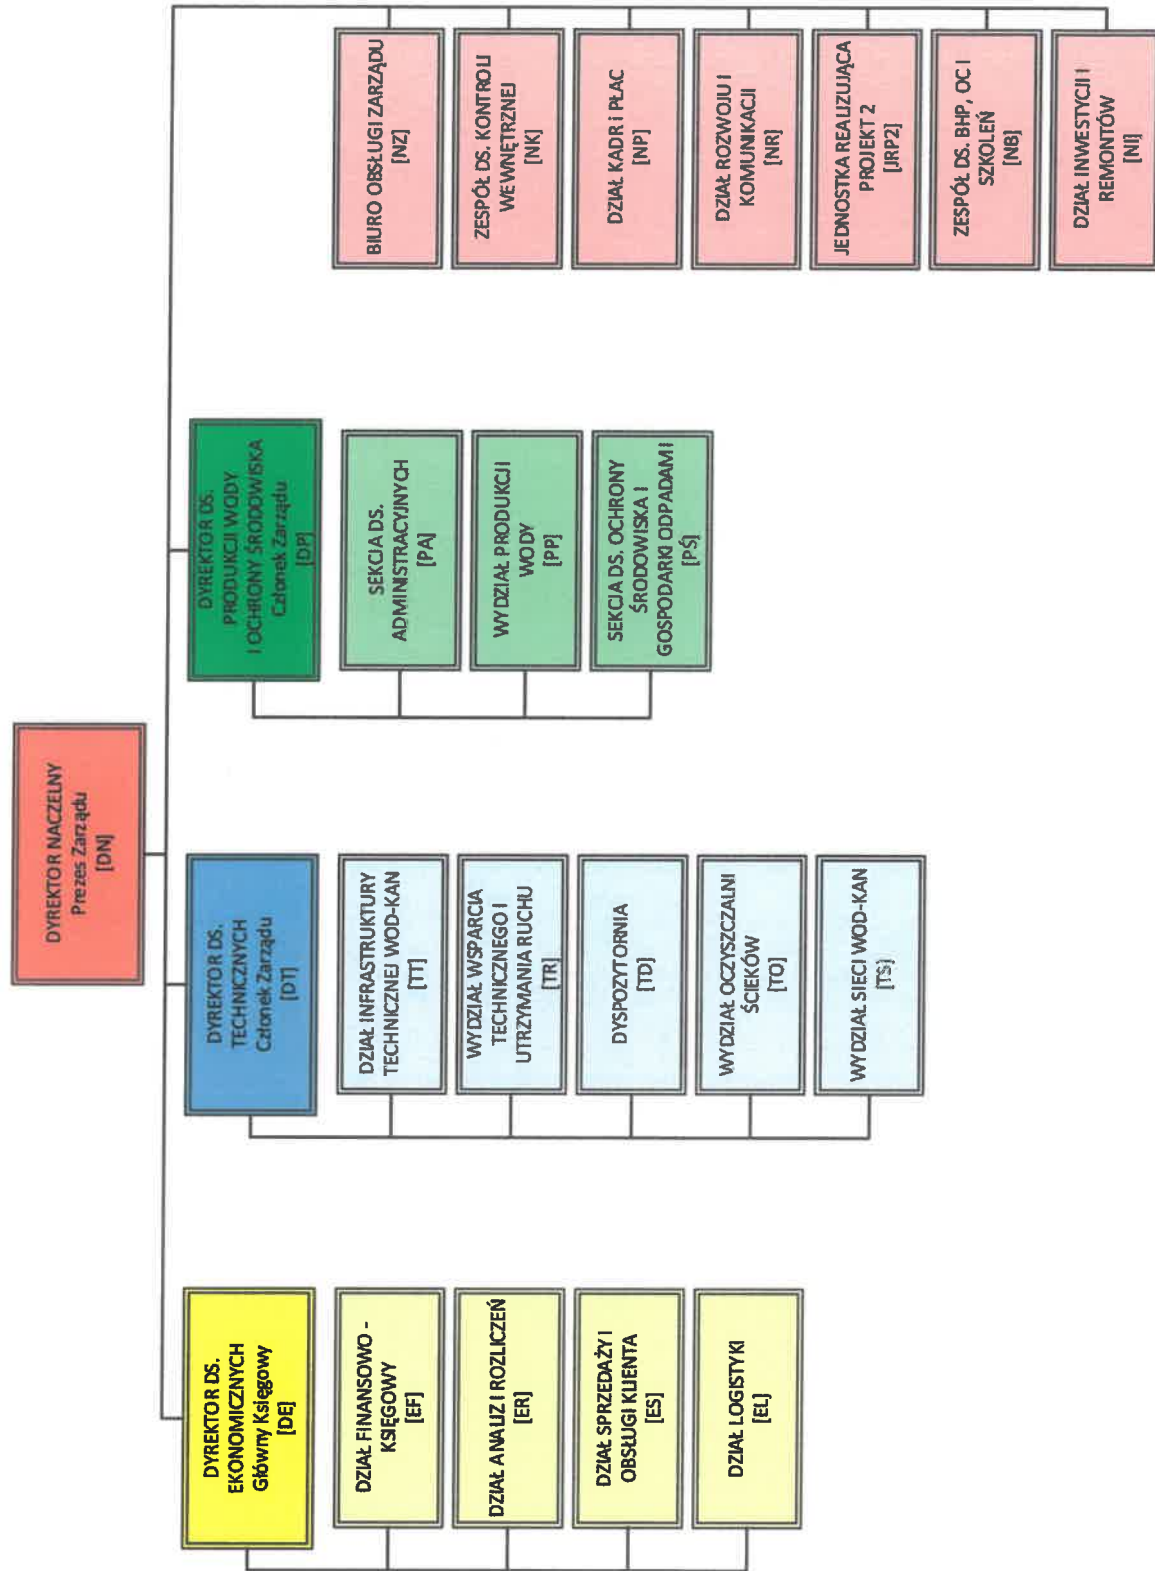 DYREKTOR NACZELNY
Prezes Zarządu
[DN]
DYREKTOR DS.
EKONOMICZNYCH
Główny Księgowy
[DE]
DZIAŁ FINANSOWO -
KSIĘGOWY
[EF]
DZIAŁ ANALIZ I ROZLICZEŃ
[ER]
DZIAŁ SPRZEDAŻY I
OBSŁUGI KLIENTA
[ES]
DZIAŁ LOGISTYKI
[EL]
DYREKTOR DS.
TECHNICZNYCH
Członek Zarządu
[DT]
DZIAŁ INFRASTRUKTURY
TECHNICZNEJ WOD-KAN
[TT]
WYDZIAŁ WSPARCIA
TECHNICZNEGO I
UTRZYMANIA RUCHU
[TR]
DYSPOZYTORNIA
[TD]
WYDZIAŁ OCZYSZCZALNI
ŚCIEKÓW
[TO]
WYDZIAŁ SIECI WOD-KAN
[TS]
DYREKTOR DS.
PRODUKCJI WODY
I OCHRONY ŚRODOWISKA
Członek Zarządu
[DP]
SEKCJA DS.
ADMINISTRACYJNYCH
[PA]
WYDZIAŁ PRODUKCJI
WODY
[PP]
SEKCJA DS. OCHRONY
ŚRODOWISKA I
GOSPODARKI ODPADAMI
[PŚ]
BIURO OBSŁUGI ZARZĄDU
[NZ]
ZESPÓŁ DS. KONTROLI
WEWNĘTRZNEJ
[NK]
DZIAŁ KADR i PŁAC
[NP]
DZIAŁ ROZWOJU I
KOMUNIKACJI
[NR]
JEDNOSTKA REALIZUJĄCA
PROJEKT 2
[JRP2]
ZESPÓŁ DS. BHP, OC I
SZKOLEŃ
[NB]
DZIAŁ INWESTYCJI I
REMONTÓW
[NI]